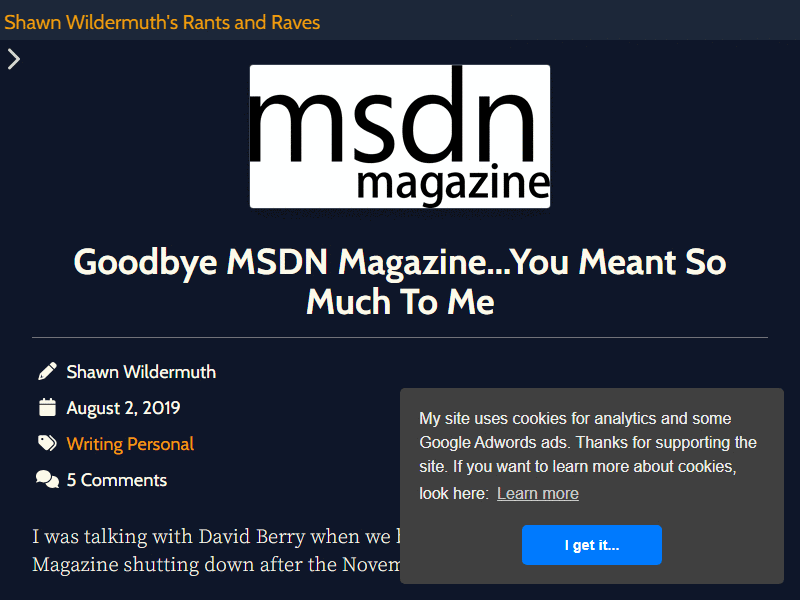 Shawn Wildermuth's Rants and Raves
msdn
magazine
Goodbye MSDN Magazine...You Meant So
Much To Me
Shawn Wildermuth
August 2, 2019
Writing Personal
5 Comments
I was talking with David Berry when we
Magazine shutting down after the
My site uses cookies for analytics and some
Google Adwords ads. Thanks for supporting the
site. If you want to learn more about cookies,
look here: Learn more
I get it...